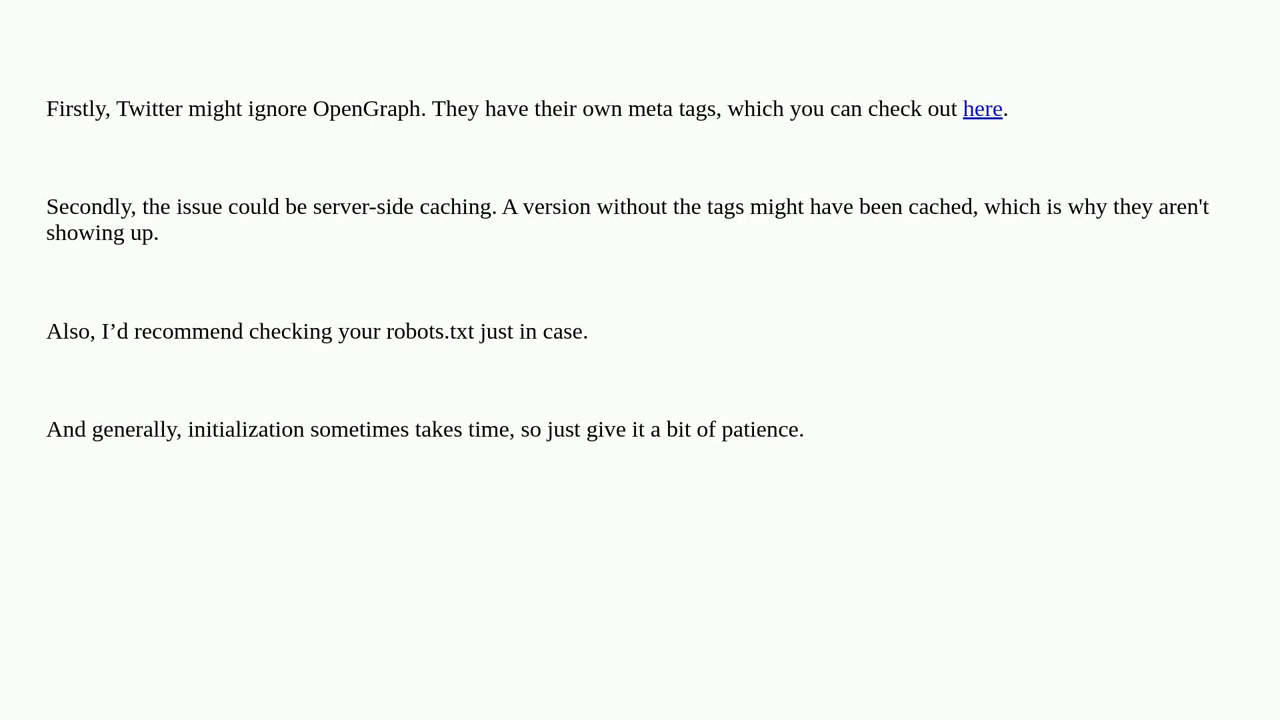 Firstly, Twitter might ignore OpenGraph. They have their own meta tags, which you can check out here.
Secondly, the issue could be server-side caching. A version without the tags might have been cached, which is why they aren't
showing up.
Also, I’d recommend checking your robots.txt just in case.
And generally, initialization sometimes takes time, so just give it a bit of patience.